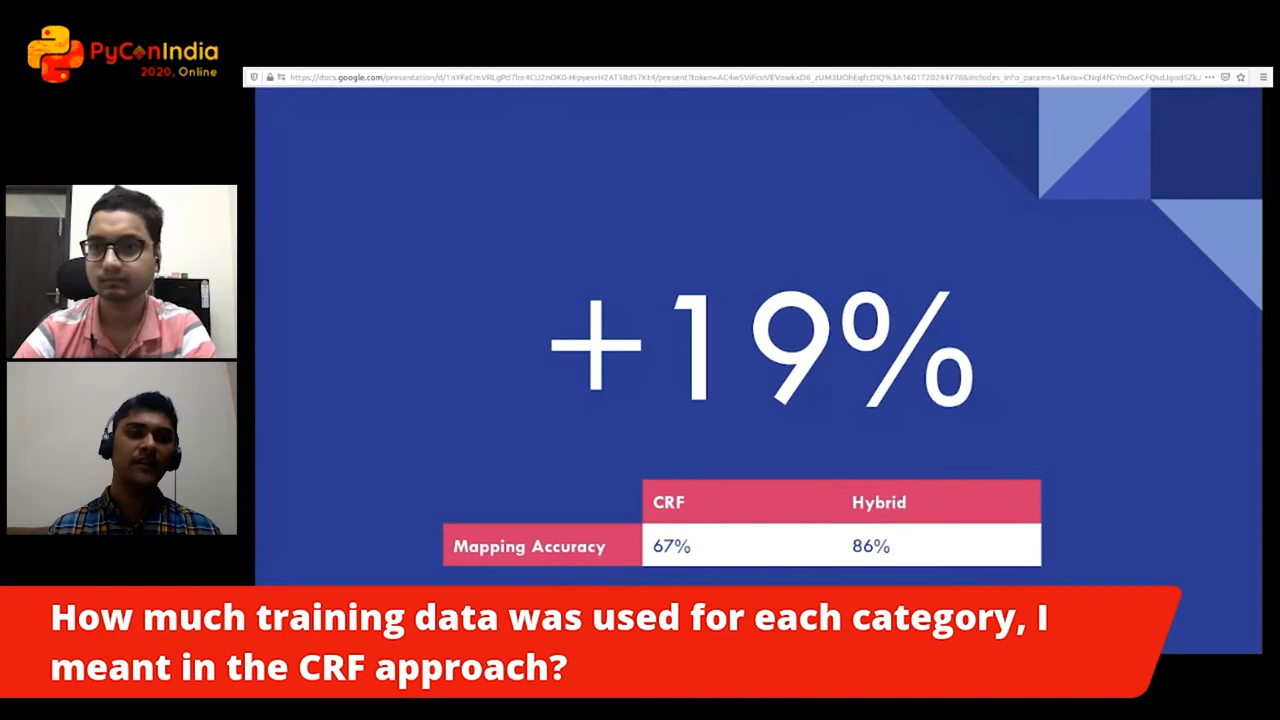 PyConIndia
2020, Online
+19%
CRF Hybrid
Mapping Accuracy 67% 86%
How much training data was used for each category, I
meant in the CRF approach?